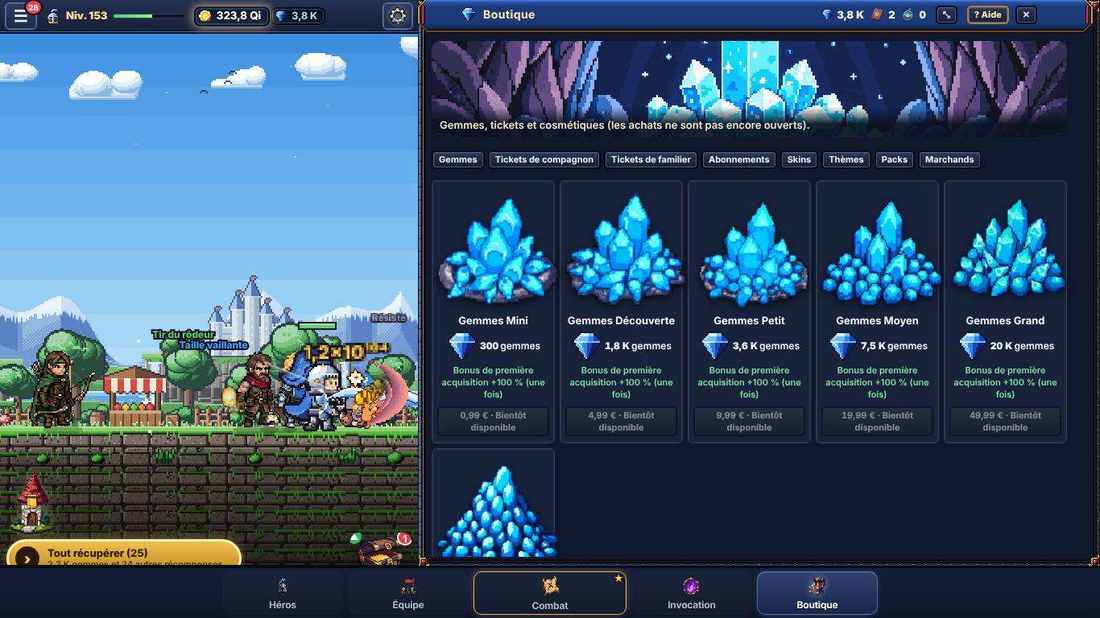 28
Niv. 153
323,8 Qi
3,8 K
Boutique
3,8 K
2
0
? Aide
Gemmes, tickets et cosmétiques (les achats ne sont pas encore ouverts).
Gemmes
Tickets de compagnon
Tickets de familier
Abonnements
Skins
Thèmes
Packs
Marchands
Gemmes Mini
300 gemmes
Bonus de première
acquisition +100 % (une
fois)
0,99 € · Bientôt
disponible
Gemmes Découverte
1,8 K gemmes
Bonus de première
acquisition +100 % (une
fois)
4,99 € · Bientôt
disponible
Gemmes Petit
3,6 K gemmes
Bonus de première
acquisition +100 % (une
fois)
9,99 € · Bientôt
disponible
Gemmes Moyen
7,5 K gemmes
Bonus de première
acquisition +100 % (une
fois)
19,99 € · Bientôt
disponible
Gemmes Grand
20 K gemmes
Bonus de première
acquisition +100 % (une
fois)
49,99 € · Bientôt
disponible
Résiste
Tir du rôdeur
Taille vaillante
1,2×10
Tout récupérer (25)
1
Héros
Équipe
Combat
Invocation
Boutique